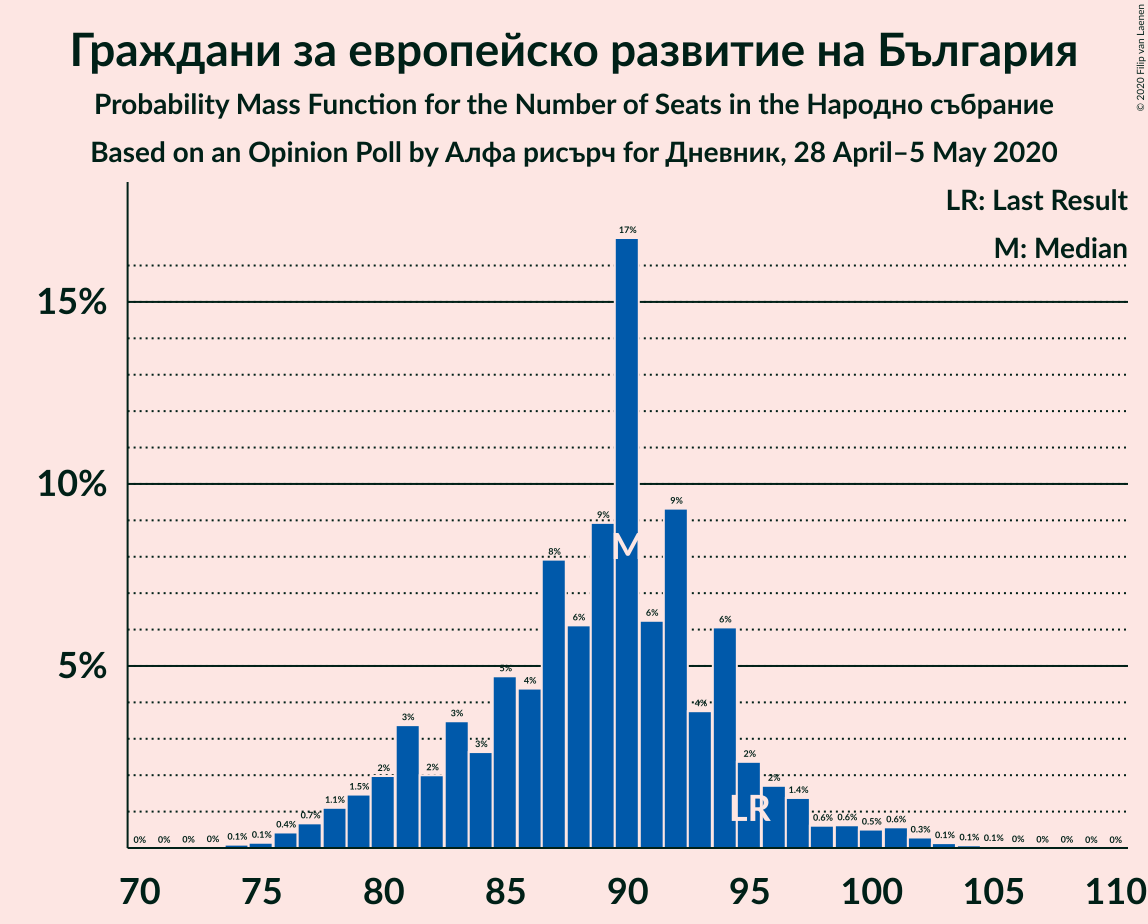 Граждани за европейско развитие на България
Probability Mass Function for the Number of Seats in the Народно събрание
Based on an Opinion Poll by Алфа рисърч for Дневник, 28 April–5 May 2020
© 2020 Filip van Laenen
LR: Last Result
M: Median
15%
10%
5%
0% 0% 0% 0% 0.1% 0.1% 0.4% 0.7% 1.1% 1.5% 2% 3% 2% 3% 3% 5% 4% 8% 6% 9% 17% 6% 9% 4% 6% 2% 2% 1.4% 0.6% 0.6% 0.5% 0.6% 0.3% 0.1% 0.1% 0.1% 0% 0% 0% 0% 0%
M
LR
70 75 80 85 90 95 100 105 110